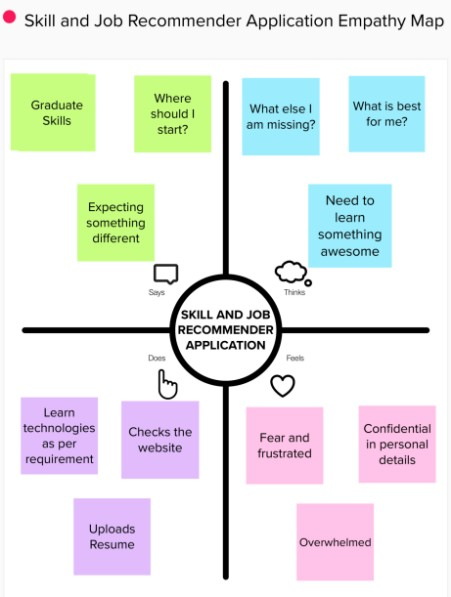 Skill and Job Recommender Application Empathy Map
Graduate
Skills
Where
should I
start?
What else I
am missing?
What is best
for me?
Expecting
something
different
Need to
learn
something
awesome
Says
Thinks
SKILL AND JOB
RECOMMENDER
APPLICATION
Does
Feels
Learn
technologies
as per
requirement
Checks the
website
Fear and
frustrated
Confidential
in personal
details
Uploads
Resume
Overwhelmed